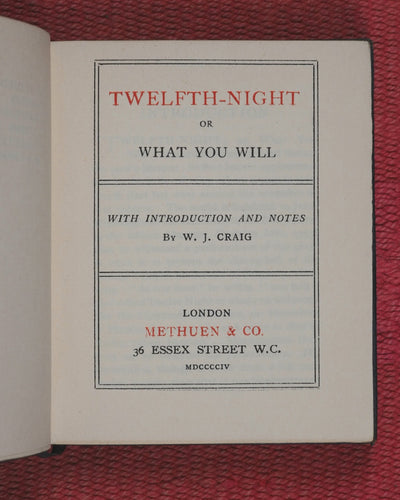 TWELFTH-NIGHT
OR
WHAT YOU WILL
WITH INTRODUCTION AND NOTES
BY W. J. CRAIG
LONDON
METHUEN & CO.
36 ESSEX STREET W.C.
MDCCCCIV